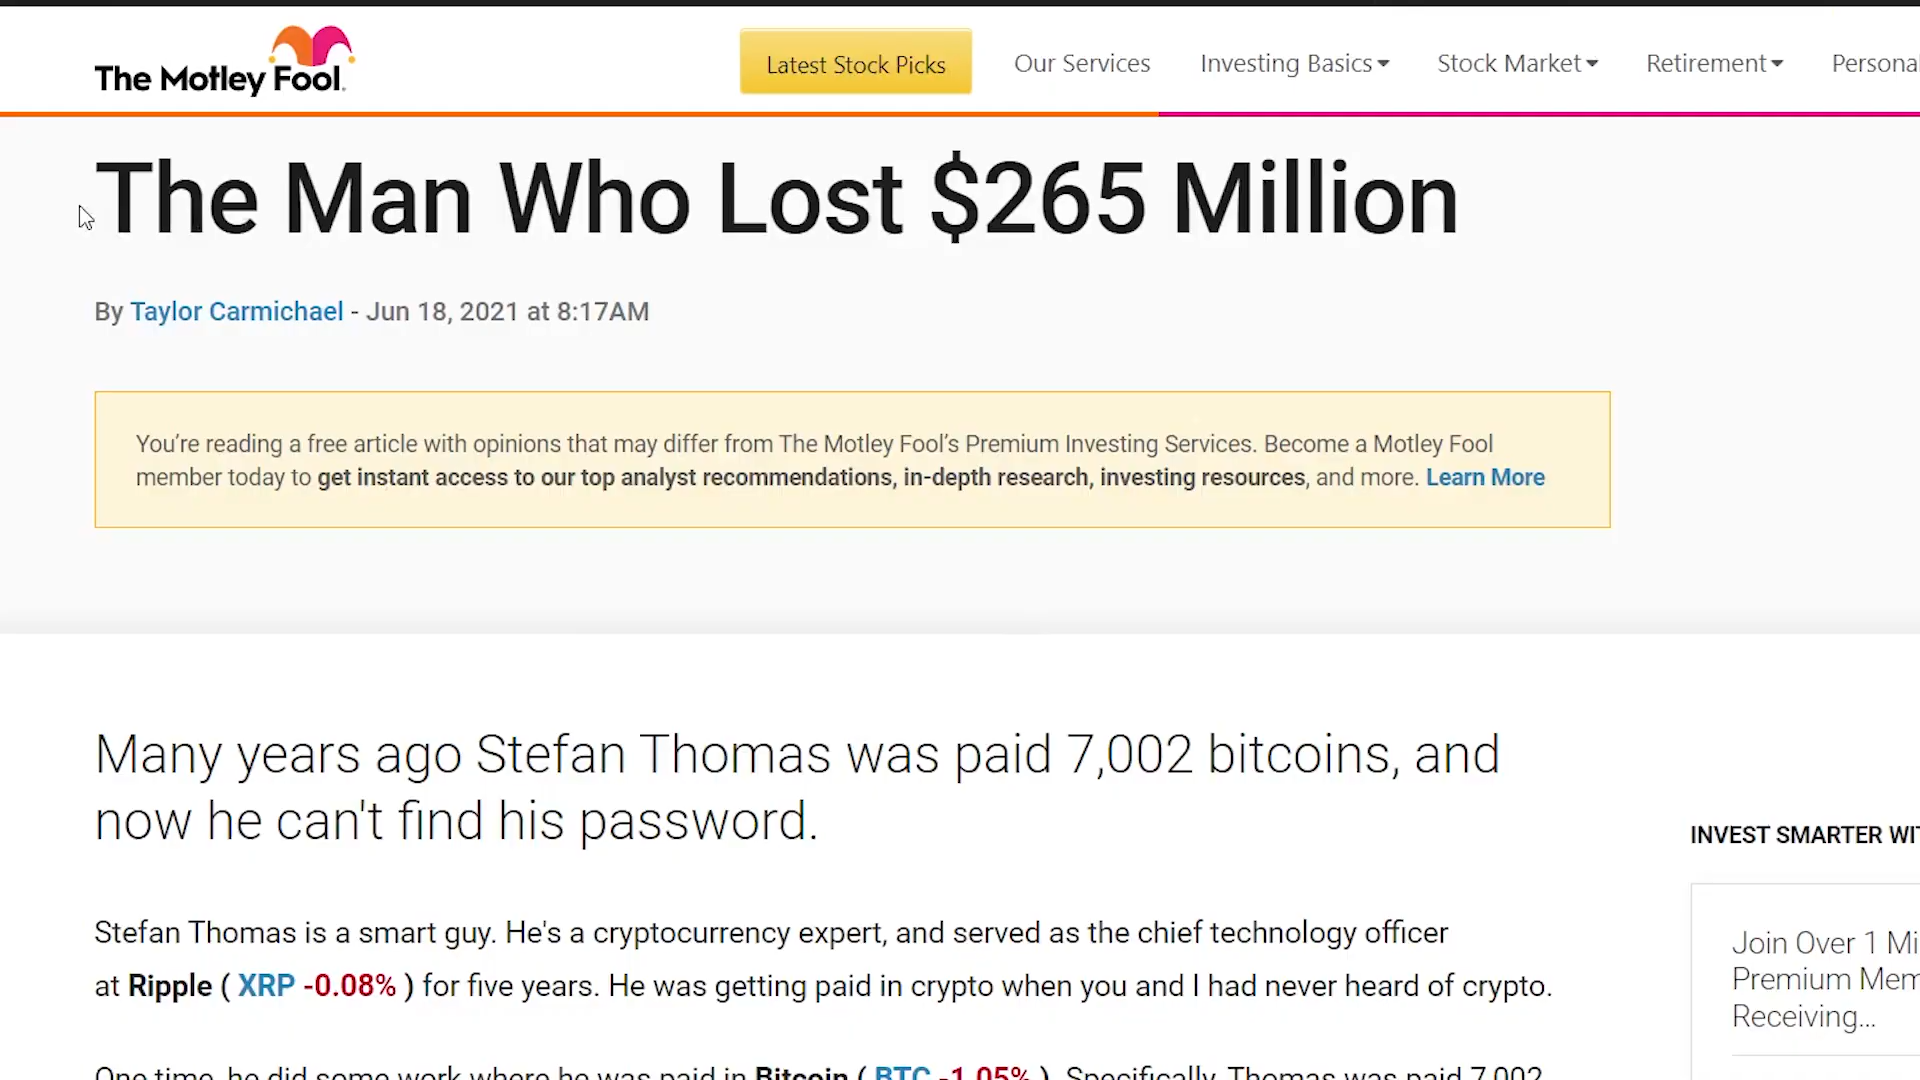 The Motley Fool.
Latest Stock Picks
Our Services
Investing Basics
Stock Market
Retirement
Personal
The Man Who Lost $265 Million
By Taylor Carmichael - Jun 18, 2021 at 8:17AM
You’re reading a free article with opinions that may differ from The Motley Fool’s Premium Investing Services. Become a Motley Fool
member today to get instant access to our top analyst recommendations, in-depth research, investing resources, and more. Learn More
Many years ago Stefan Thomas was paid 7,002 bitcoins, and
now he can't find his password.
Stefan Thomas is a smart guy. He's a cryptocurrency expert, and served as the chief technology officer
at Ripple ( XRP -0.08% ) for five years. He was getting paid in crypto when you and I had never heard of crypto.
One time, he did some work where he was paid in Bitcoin ( BTC -1.05% ). Specifically, Thomas was paid 7,002
INVEST SMARTER WIT
Join Over 1 Mi
Premium Mem
Receiving…